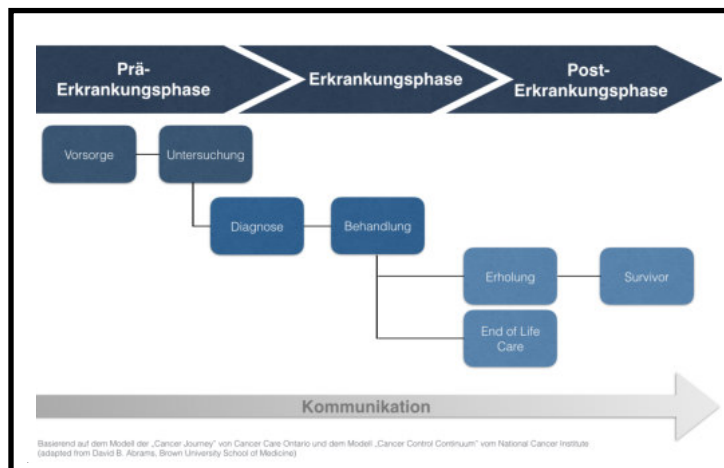 Prä-
Erkrankungsphase
Erkrankungsphase
Post-
Erkrankungsphase
Vorsorge
Untersuchung
Diagnose
Behandlung
Erholung
Survivor
End of Life
Care
Kommunikation
Basierend auf dem Modell der „Cancer Journey" von Cancer Care Ontario und dem Modell „Cancer Control Continuum" vom National Cancer Institute
(adapted from David B. Abrams, Brown University School of Medicine)